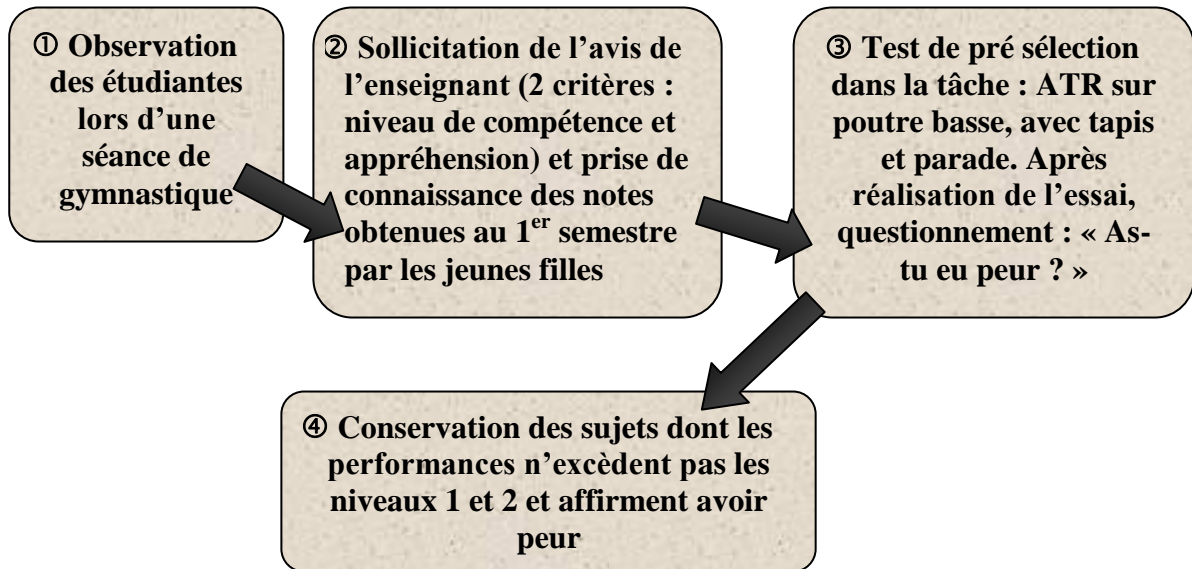 ① Observation
des étudiantes
lors d’une
séance de
gymnastique
② Sollicitation de l’avis de
l’enseignant (2 critères :
niveau de compétence et
appréhension) et prise de
connaissance des notes
obtenues au 1er semestre
par les jeunes filles
③ Test de pré sélection
dans la tâche : ATR sur
poutre basse, avec tapis
et parade. Après
réalisation de l’essai,
questionnement : « As-
tu eu peur ? »
④ Conservation des sujets dont les
performances n’excèdent pas les
niveaux 1 et 2 et affirment avoir
peur